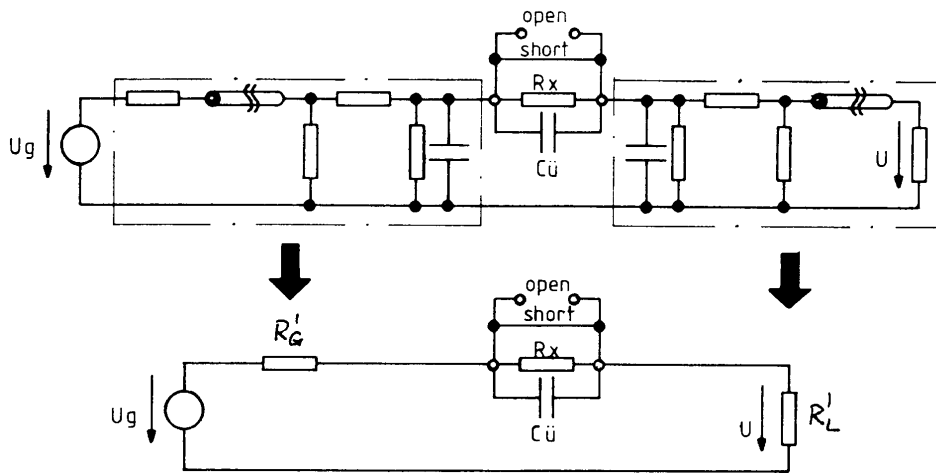 open
short
Rx
Cü
Ug
U
open
short
R'G
Rx
Cü
Ug
U
R'L